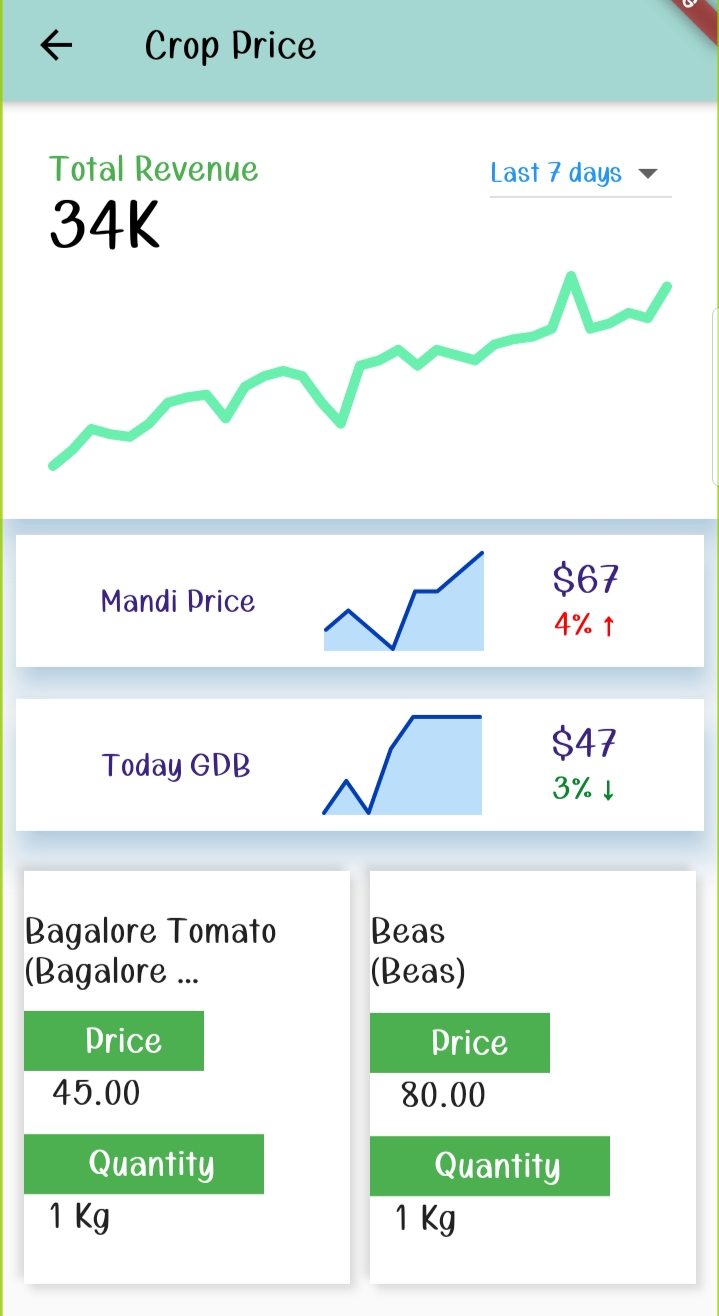 Crop Price
Total Revenue
Last 7 days
34K
Mandi Price
$67
4% ↑
Today GDB
$47
3% ↓
Bagalore Tomato
(Bagalore ...
Price
45.00
Quantity
1 Kg
Beas
(Beas)
Price
80.00
Quantity
1 Kg